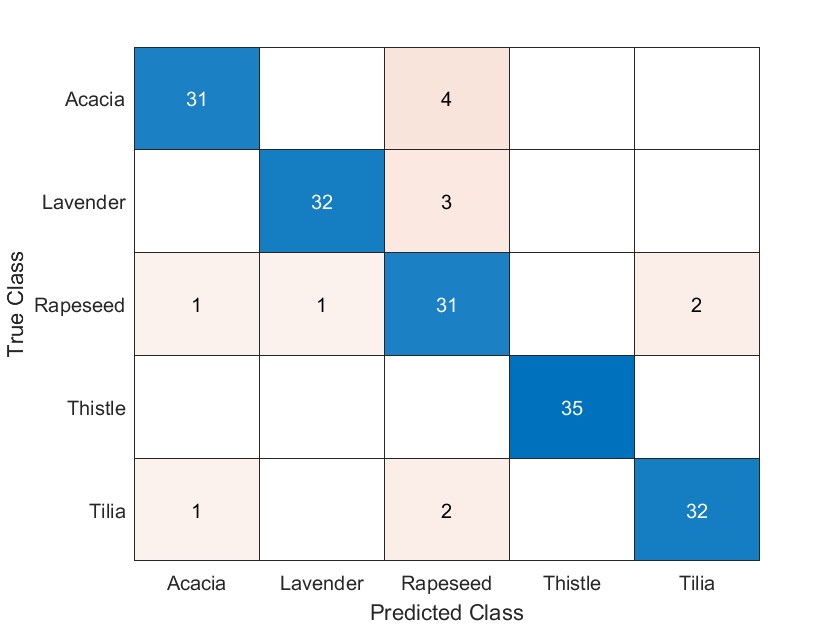 Acacia 31 4
Lavender 32 3
Rapeseed 1 1 31 2
Thistle 35
Tilia 1 2 32
Acacia Lavender Rapeseed Thistle Tilia
Predicted Class
True Class